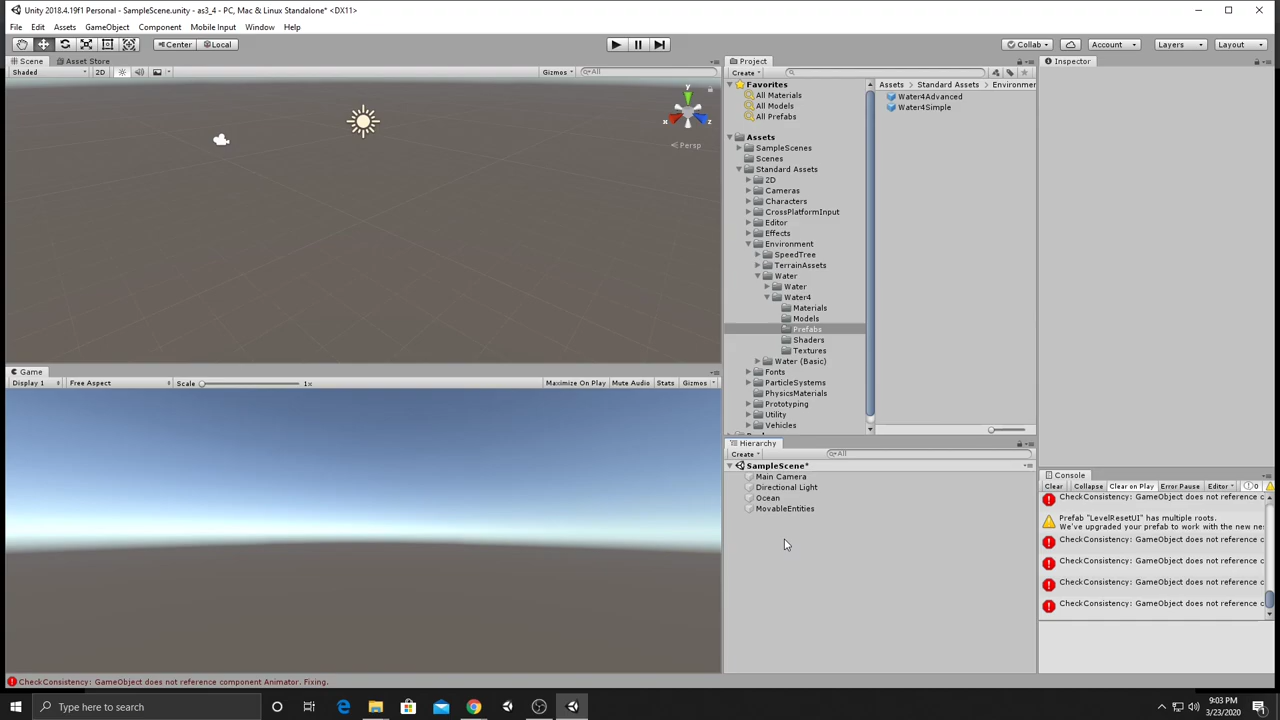 Unity 2018.4.19f1 Personal - SampleScene.unity - as3_4 - PC, Mac & Linux Standalone* <DX11>
File Edit Assets GameObject Component Mobile Input Window Help
Center Local Collab Account Layers Layout
Scene Asset Store
Shaded 2D Gizmos All
y
x z
Persp
Project
Create
Favorites
All Materials
All Models
All Prefabs
Assets
SampleScenes
Scenes
Standard Assets
2D
Cameras
Characters
CrossPlatformInput
Editor
Effects
Environment
SpeedTree
TerrainAssets
Water
Water
Water4
Materials
Models
Prefabs
Shaders
Textures
Water (Basic)
Fonts
ParticleSystems
PhysicsMaterials
Prototyping
Utility
Vehicles
Assets Standard Assets Environmer
Water4Advanced
Water4Simple
Inspector
Game
Display 1 Free Aspect Scale 1x Maximize On Play Mute Audio Stats Gizmos
Hierarchy
Create All
SampleScene*
Main Camera
Directional Light
Ocean
MovableEntities
Console
Clear Collapse Clear on Play Error Pause Editor 0
CheckConsistency: GameObject does not reference c
Prefab "LevelResetUI" has multiple roots.
We've upgraded your prefab to work with the new ne
CheckConsistency: GameObject does not reference c
CheckConsistency: GameObject does not reference c
CheckConsistency: GameObject does not reference c
CheckConsistency: GameObject does not reference c
CheckConsistency: GameObject does not reference component Animator. Fixing.
Type here to search
9:03 PM
3/23/2020